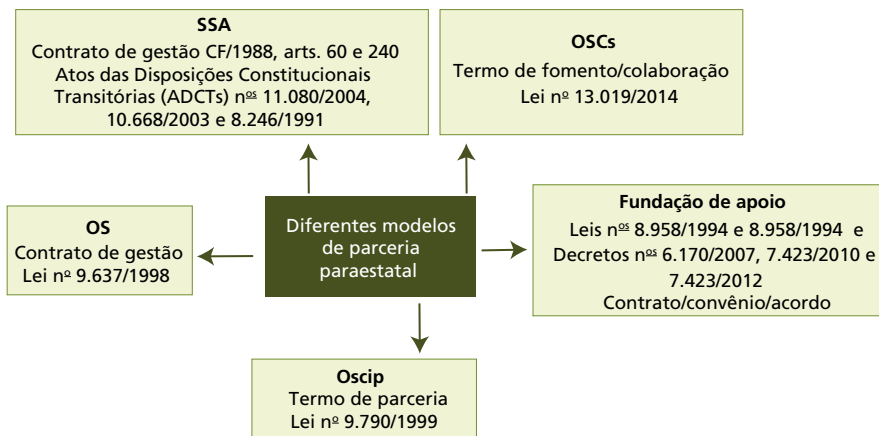 SSA
Contrato de gestão CF/1988, arts. 60 e 240
Atos das Disposições Constitucionais
Transitórias (ADCTs) nºs 11.080/2004,
10.668/2003 e 8.246/1991
OSCs
Termo de fomento/colaboração
Lei nº 13.019/2014
OS
Contrato de gestão
Lei nº 9.637/1998
Diferentes modelos
de parceria
paraestatal
Fundação de apoio
Leis nºs 8.958/1994 e 8.958/1994 e
Decretos nºs 6.170/2007, 7.423/2010 e
7.423/2012
Contrato/convênio/acordo
Oscip
Termo de parceria
Lei nº 9.790/1999